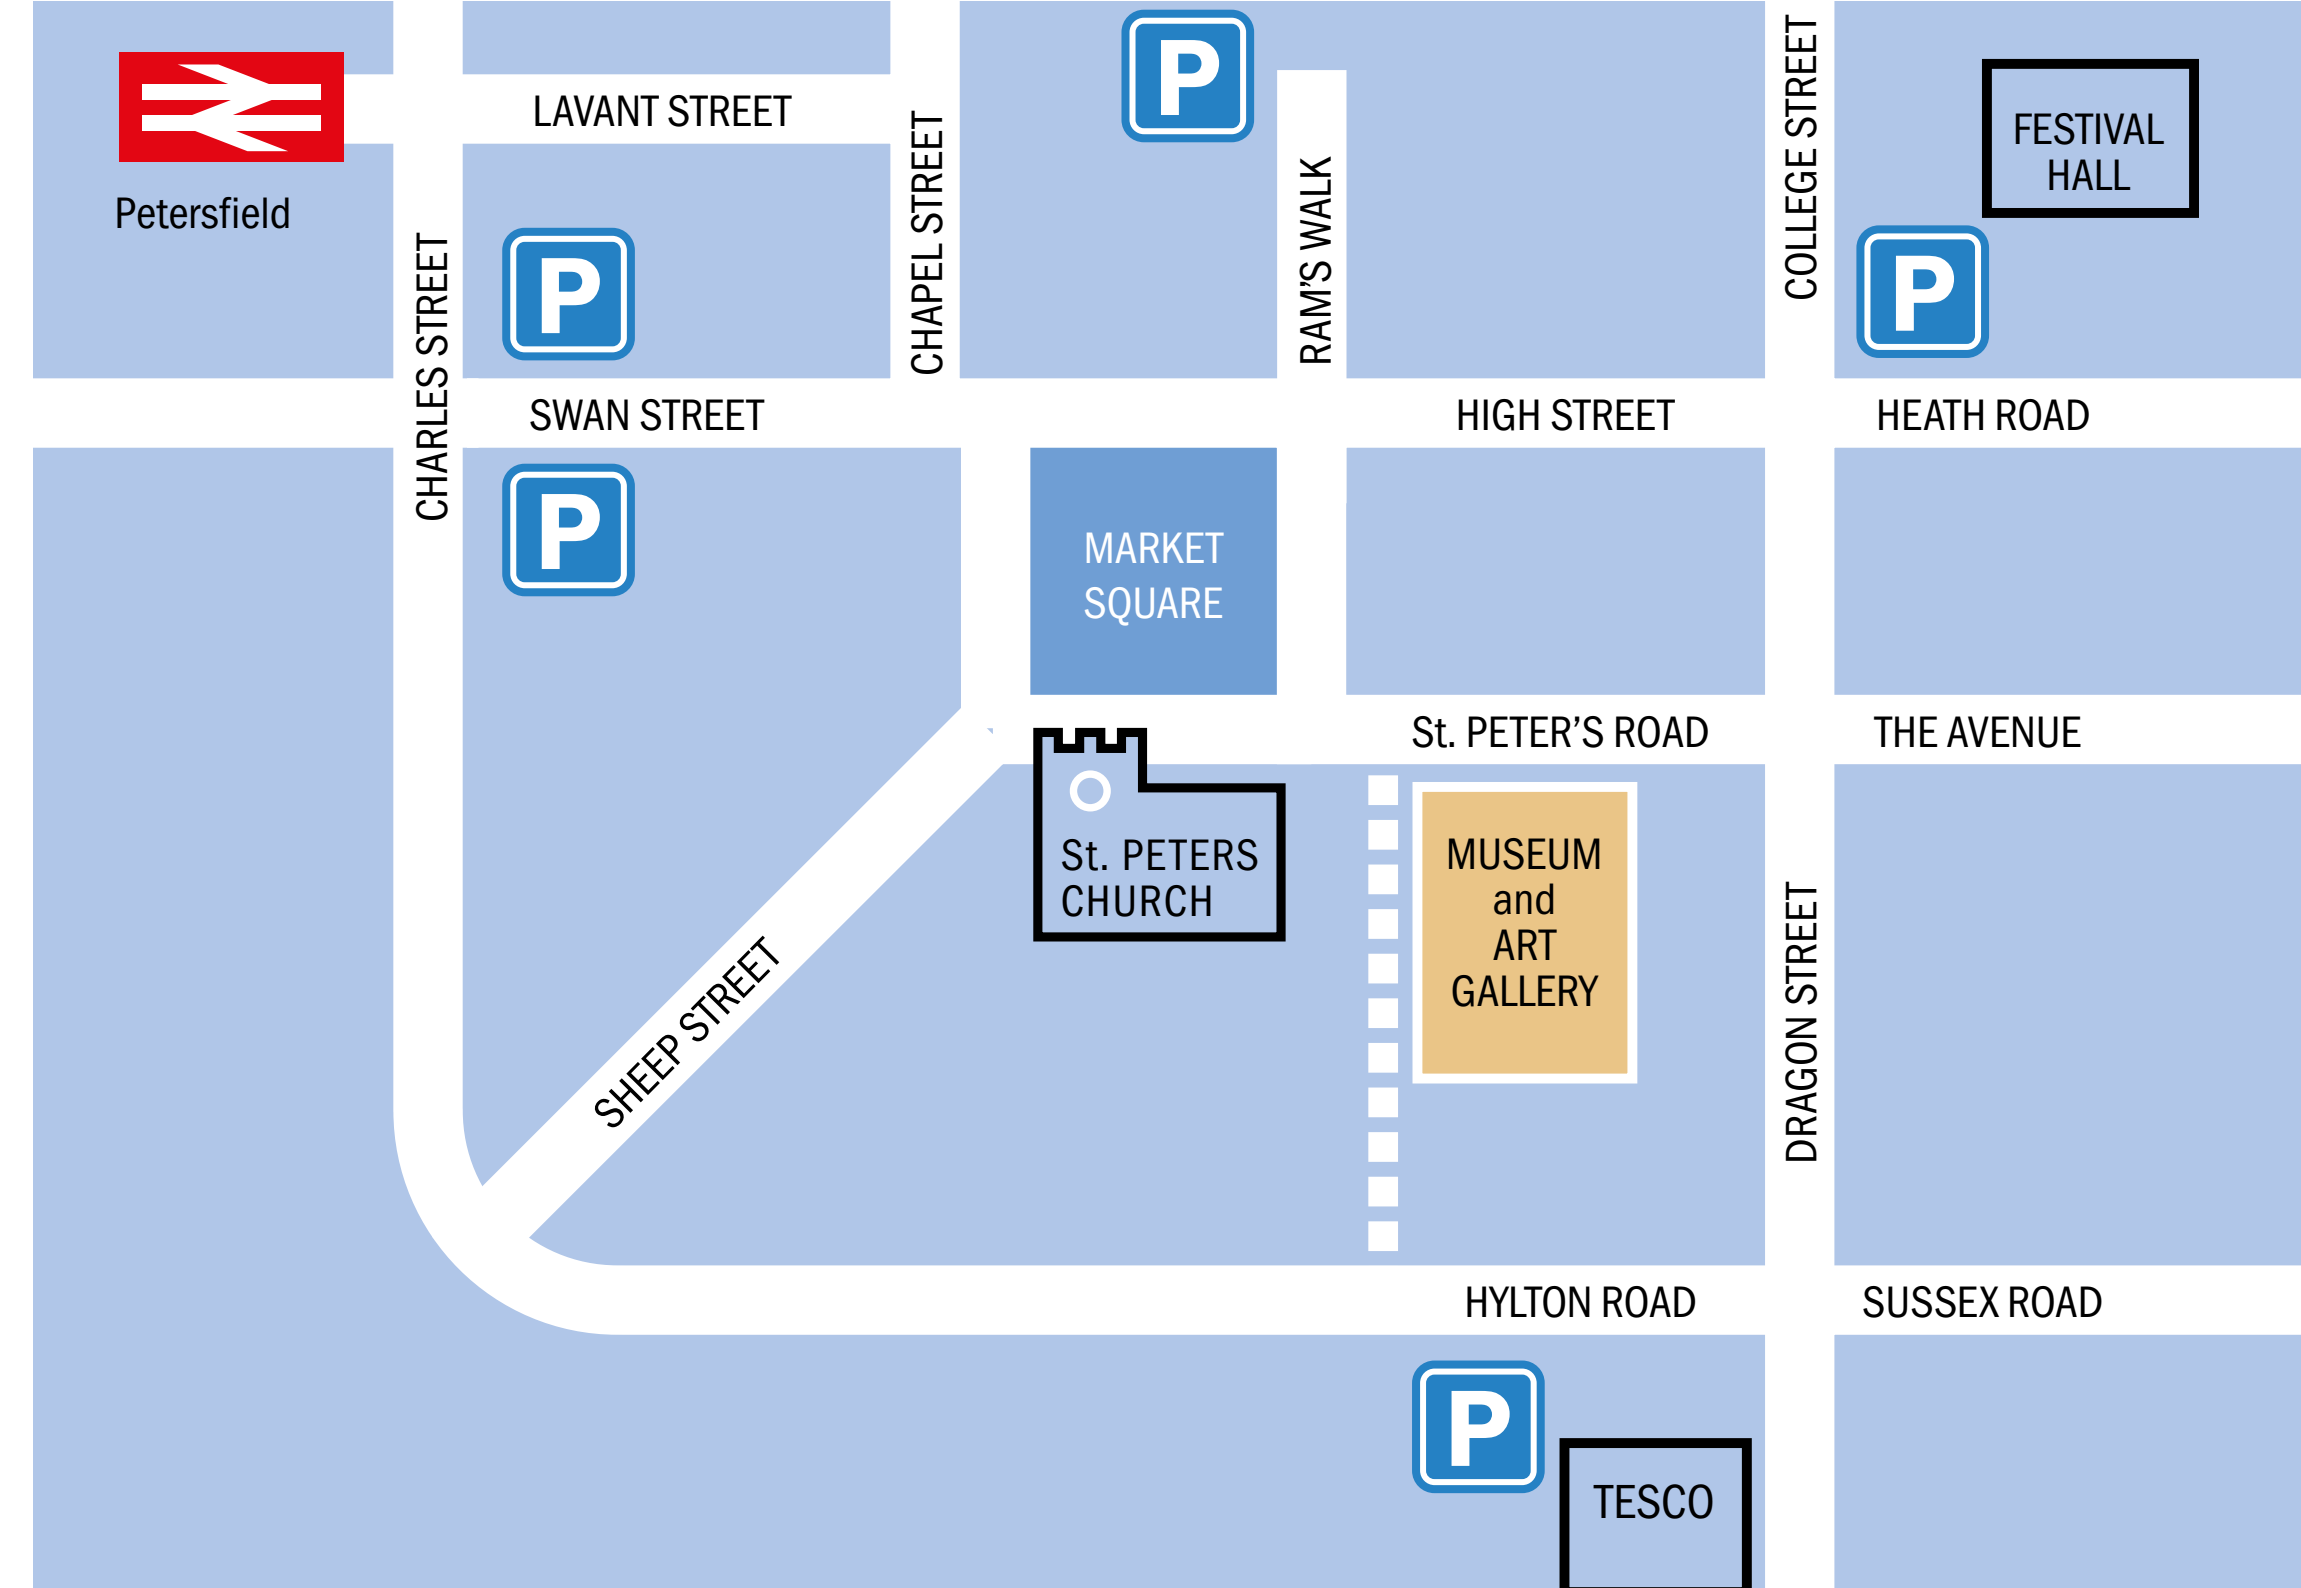 COLLEGE STREET
P
LAVANT STREET
FESTIVAL
HALL
CHAPEL STREET
RAM'S WALK
Petersfield
CHARLES STREET
P
P
SWAN STREET
HIGH STREET
HEATH ROAD
P
MARKET
SQUARE
St. PETER’S ROAD
THE AVENUE
St. PETERS
CHURCH
MUSEUM
and
ART
GALLERY
DRAGON STREET
SHEEP STREET
HYLTON ROAD
SUSSEX ROAD
P
TESCO